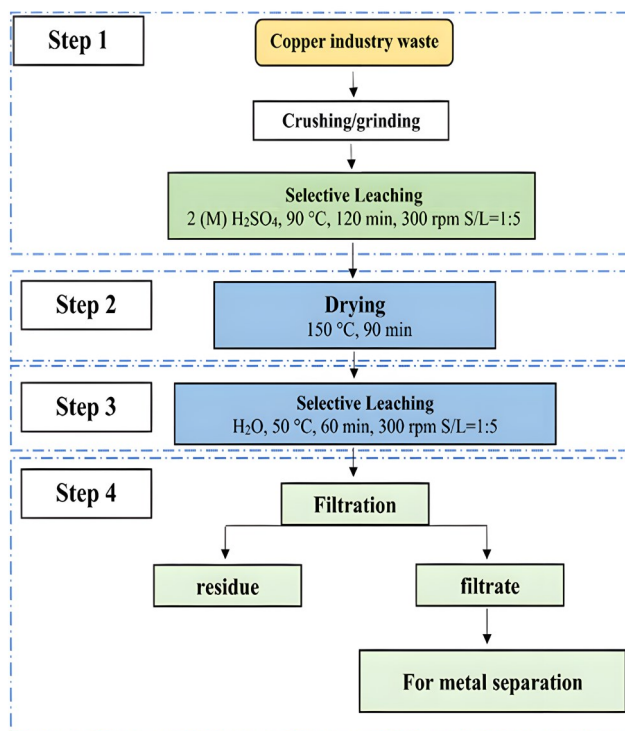 Step 1
Copper industry waste
Crushing/grinding
Selective Leaching
2 (M) H₂SO₄, 90 °C, 120 min, 300 rpm S/L=1:5
Step 2
Drying
150 °C, 90 min
Step 3
Selective Leaching
H₂O, 50 °C, 60 min, 300 rpm S/L=1:5
Step 4
Filtration
residue
filtrate
For metal separation